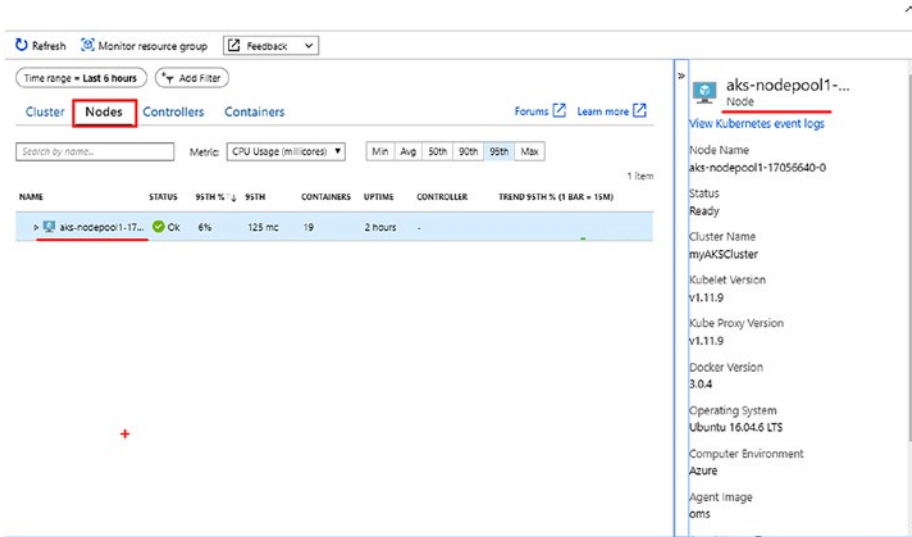 Refresh Monitor resource group Feedback
Time range = Last 6 hours Add Filter
Cluster Nodes Controllers Containers Forums Learn more
Search by name... Metric: CPU Usage (millicores) Min Avg 50th 90th 95th Max
1 item
NAME STATUS 95TH % 95TH CONTAINERS UPTIME CONTROLLER TREND 95TH % (1 BAR = 15M)
aks-nodepool1-17... Ok 6% 125 mc 19 2 hours -
aks-nodepool1-...
Node
View Kubernetes event logs
Node Name
aks-nodepool1-17056640-0
Status
Ready
Cluster Name
myAKSCluster
Kubelet Version
v1.11.9
Kube Proxy Version
v1.11.9
Docker Version
3.0.4
Operating System
Ubuntu 16.04.6 LTS
Computer Environment
Azure
Agent Image
oms